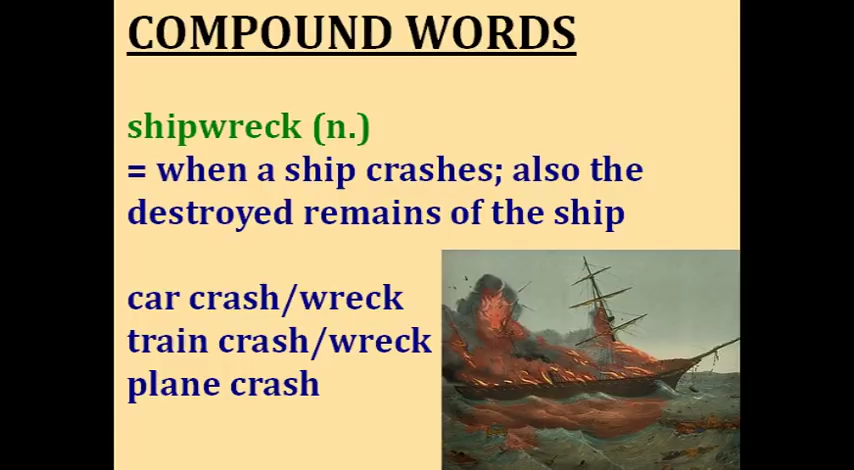 COMPOUND WORDS
shipwreck (n.)
= when a ship crashes; also the
destroyed remains of the ship
car crash/wreck
train crash/wreck
plane crash